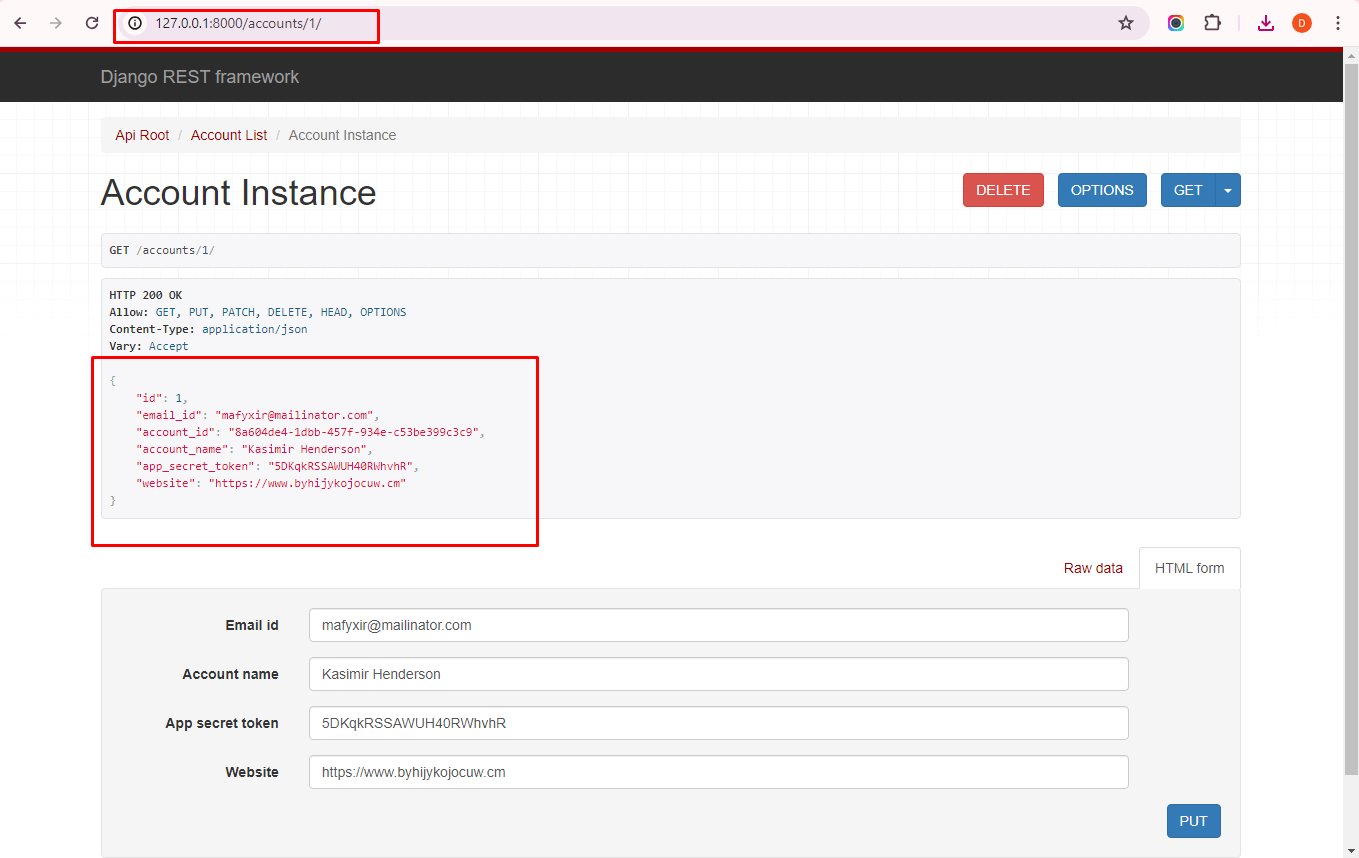 127.0.0.1:8000/accounts/1/
D
Django REST framework
Api Root / Account List / Account Instance
Account Instance
DELETE OPTIONS GET
GET /accounts/1/
HTTP 200 OK
Allow: GET, PUT, PATCH, DELETE, HEAD, OPTIONS
Content-Type: application/json
Vary: Accept
{
    "id": 1,
    "email_id": "mafyxir@mailinator.com",
    "account_id": "8a604de4-1dbb-457f-934e-c53be399c3c9",
    "account_name": "Kasimir Henderson",
    "app_secret_token": "5DKqkRSSAWUH40RWhvhR",
    "website": "https://www.byhijykojocuw.cm"
}
Raw data HTML form
Email id mafyxir@mailinator.com
Account name Kasimir Henderson
App secret token 5DKqkRSSAWUH40RWhvhR
Website https://www.byhijykojocuw.cm
PUT